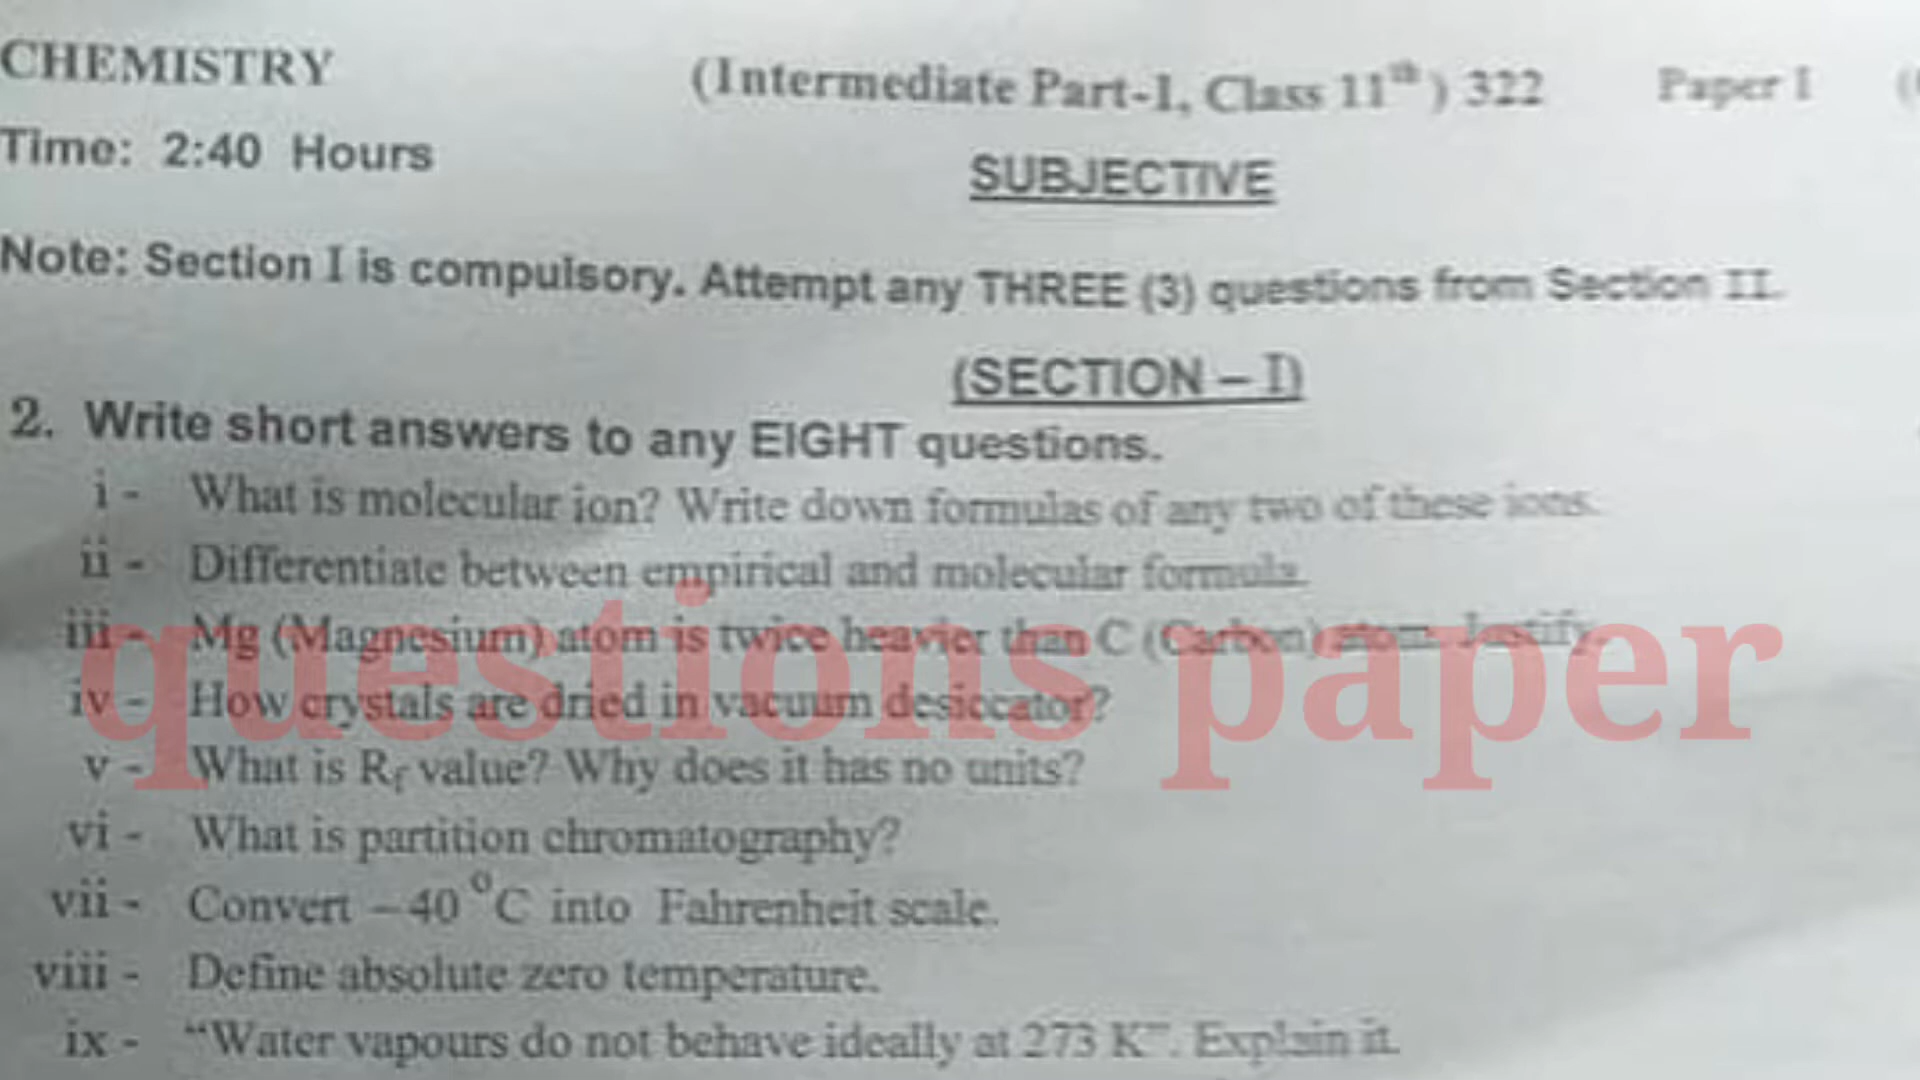 CHEMISTRY (Intermediate Part-I, Class 11th) 322 Paper I (
Time: 2:40 Hours
SUBJECTIVE
Note: Section I is compulsory. Attempt any THREE (3) questions from Section II.
(SECTION – I)
2. Write short answers to any EIGHT questions.
i - What is molecular ion? Write down formulas of any two of these ions.
ii - Differentiate between empirical and molecular formula.
iii - Mg (Magnesium) atom is twice heavier than C (Carbon) atom. Justify.
iv - How crystals are dried in vacuum desiccator?
questions paper
v - What is Rf value? Why does it has no units?
vi - What is partition chromatography?
vii - Convert –40 °C into Fahrenheit scale.
viii - Define absolute zero temperature.
ix - “Water vapours do not behave ideally at 273 K”. Explain it.